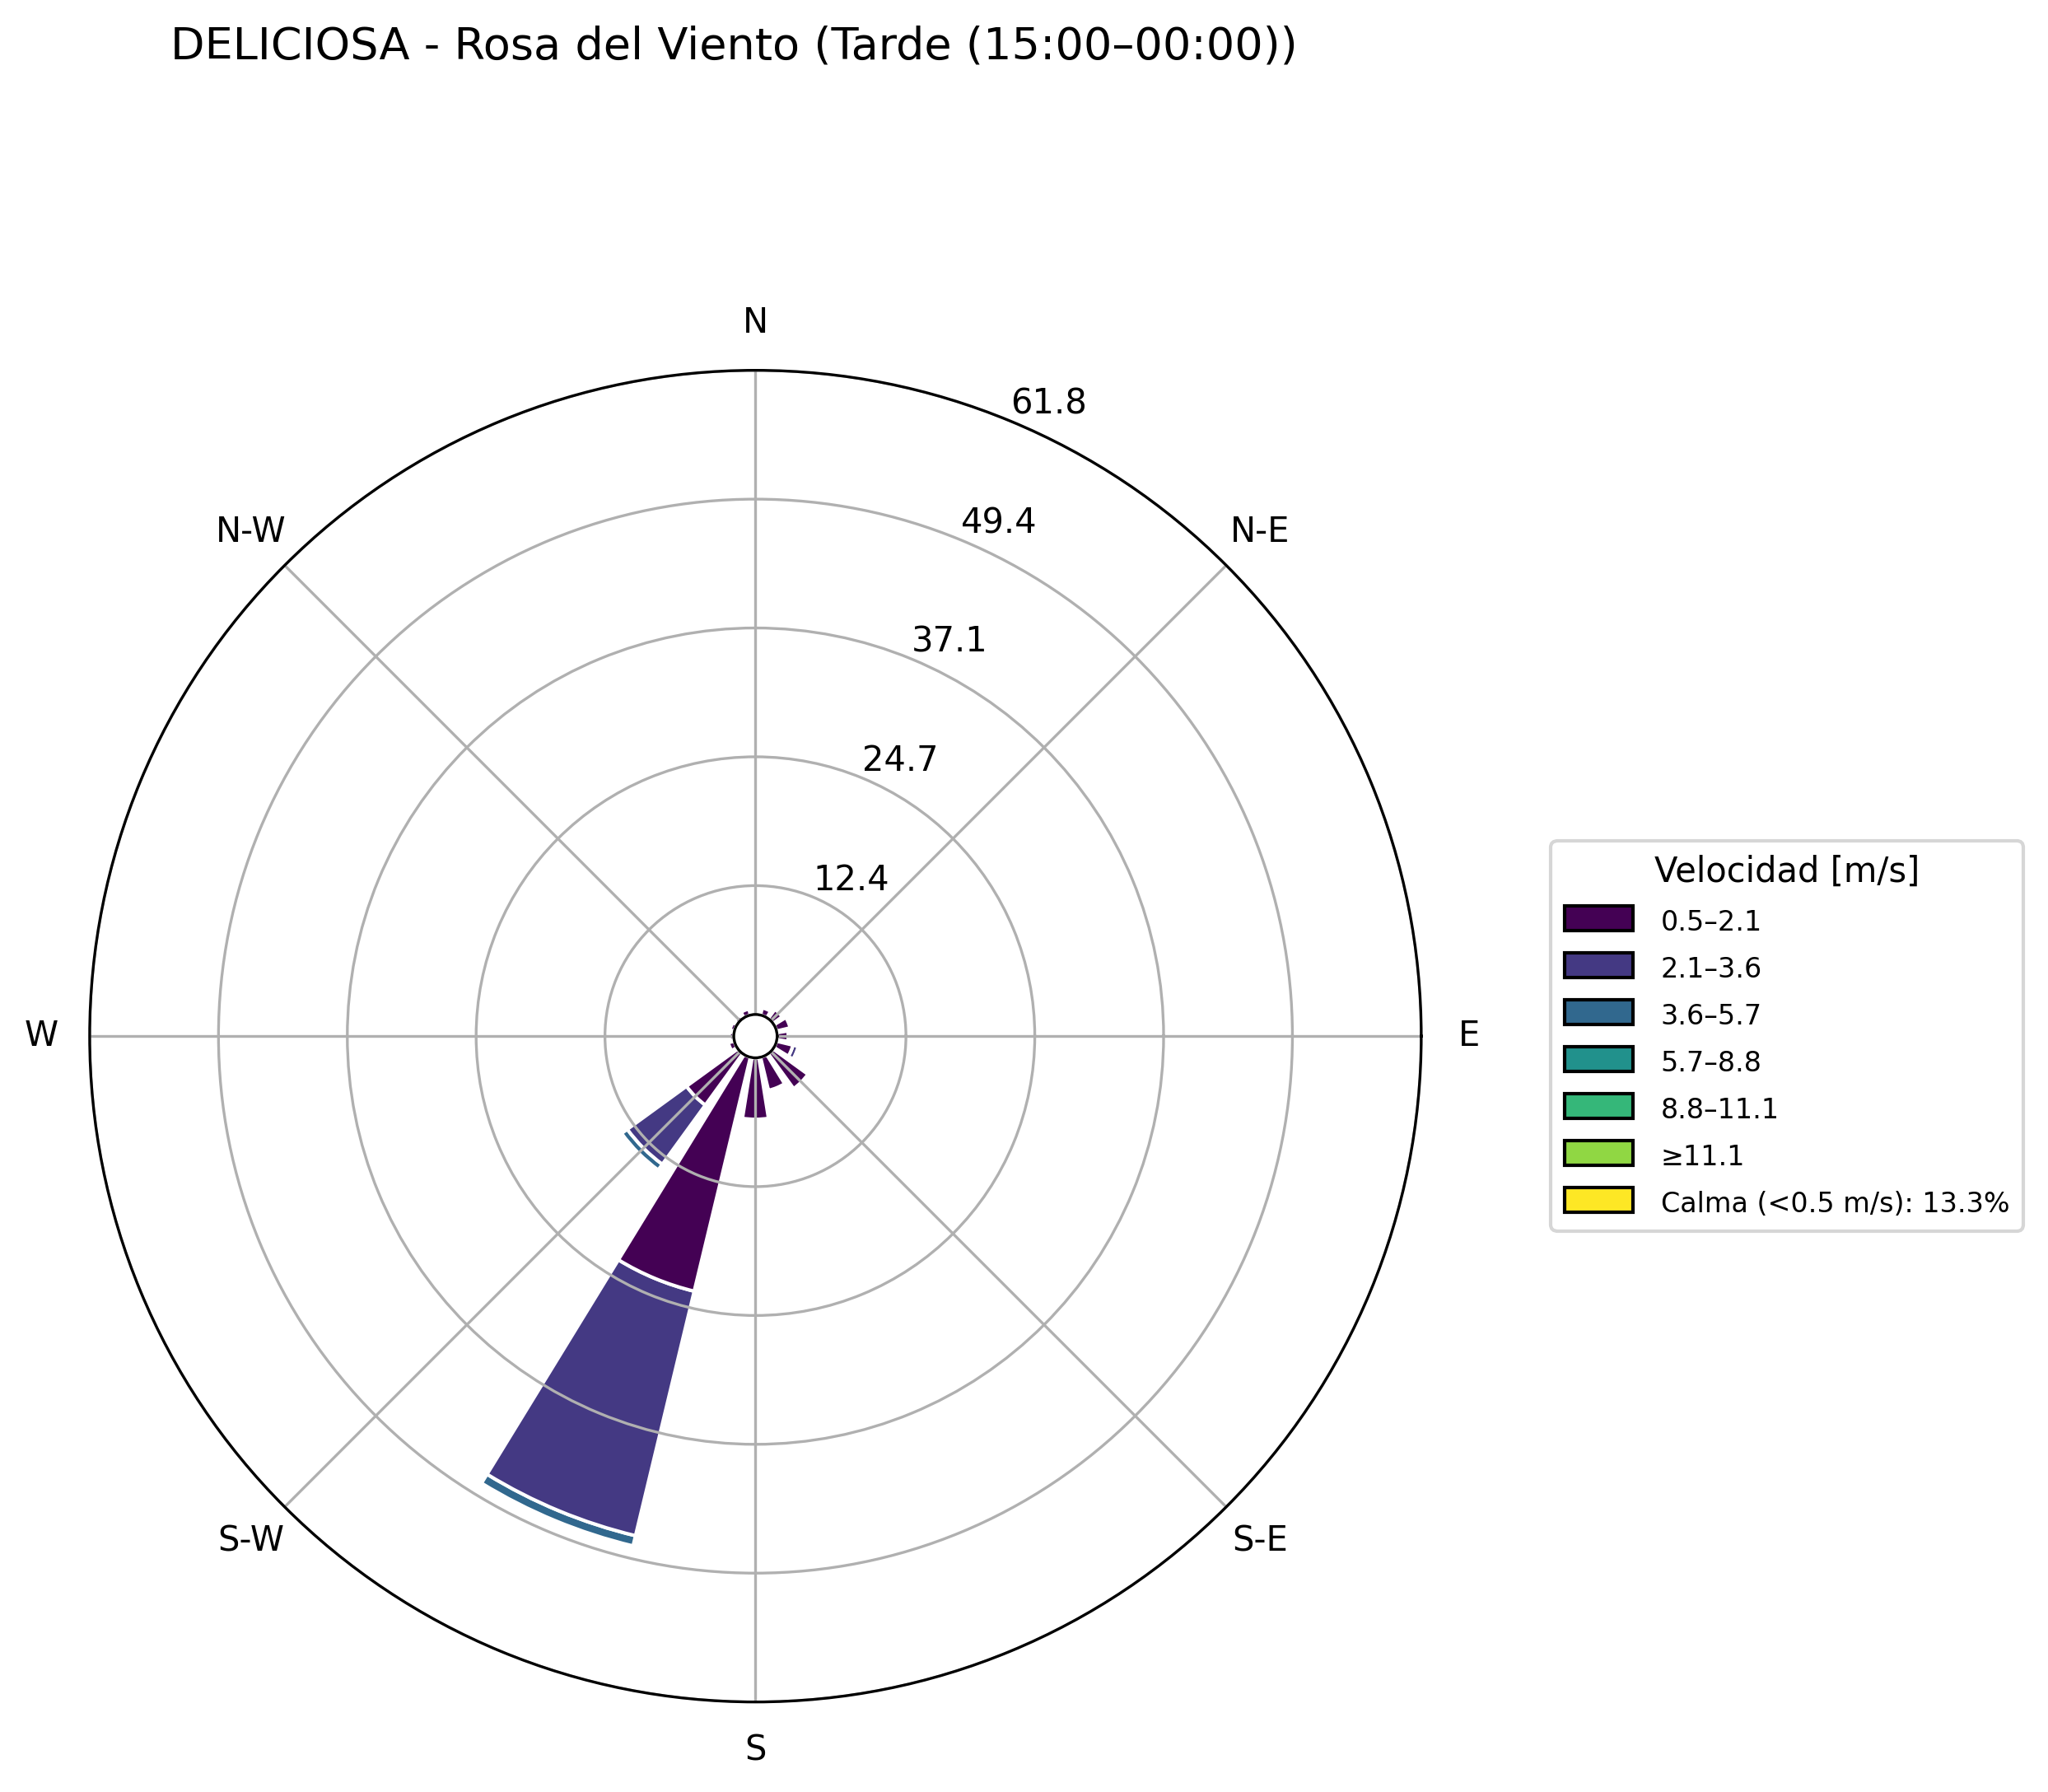 DELICIOSA - Rosa del Viento (Tarde (15:00–00:00))
N
61.8
49.4
N-W
N-E
37.1
24.7
12.4
W
E
Velocidad [m/s]
0.5–2.1
2.1–3.6
3.6–5.7
5.7–8.8
8.8–11.1
≥11.1
Calma (<0.5 m/s): 13.3%
S-W
S-E
S